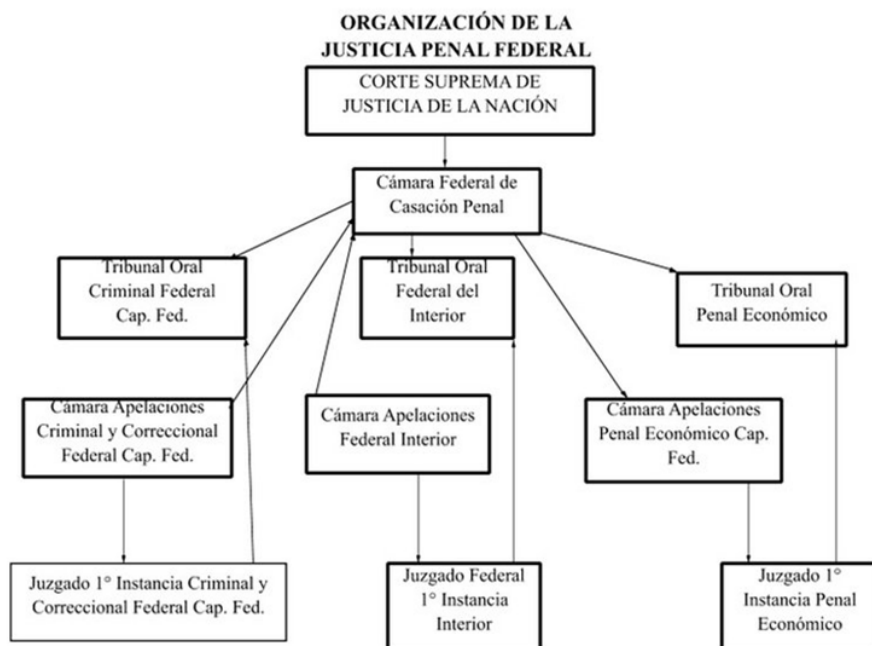 ORGANIZACIÓN DE LA
JUSTICIA PENAL FEDERAL
CORTE SUPREMA DE
JUSTICIA DE LA NACIÓN
Cámara Federal de
Casación Penal
Tribunal Oral
Criminal Federal
Cap. Fed.
Tribunal Oral
Federal del
Interior
Tribunal Oral
Penal Económico
Cámara Apelaciones
Criminal y Correccional
Federal Cap. Fed.
Cámara Apelaciones
Federal Interior
Cámara Apelaciones
Penal Económico Cap.
Fed.
Juzgado 1° Instancia Criminal y
Correccional Federal Cap. Fed.
Juzgado Federal
1° Instancia
Interior
Juzgado 1°
Instancia Penal
Económico